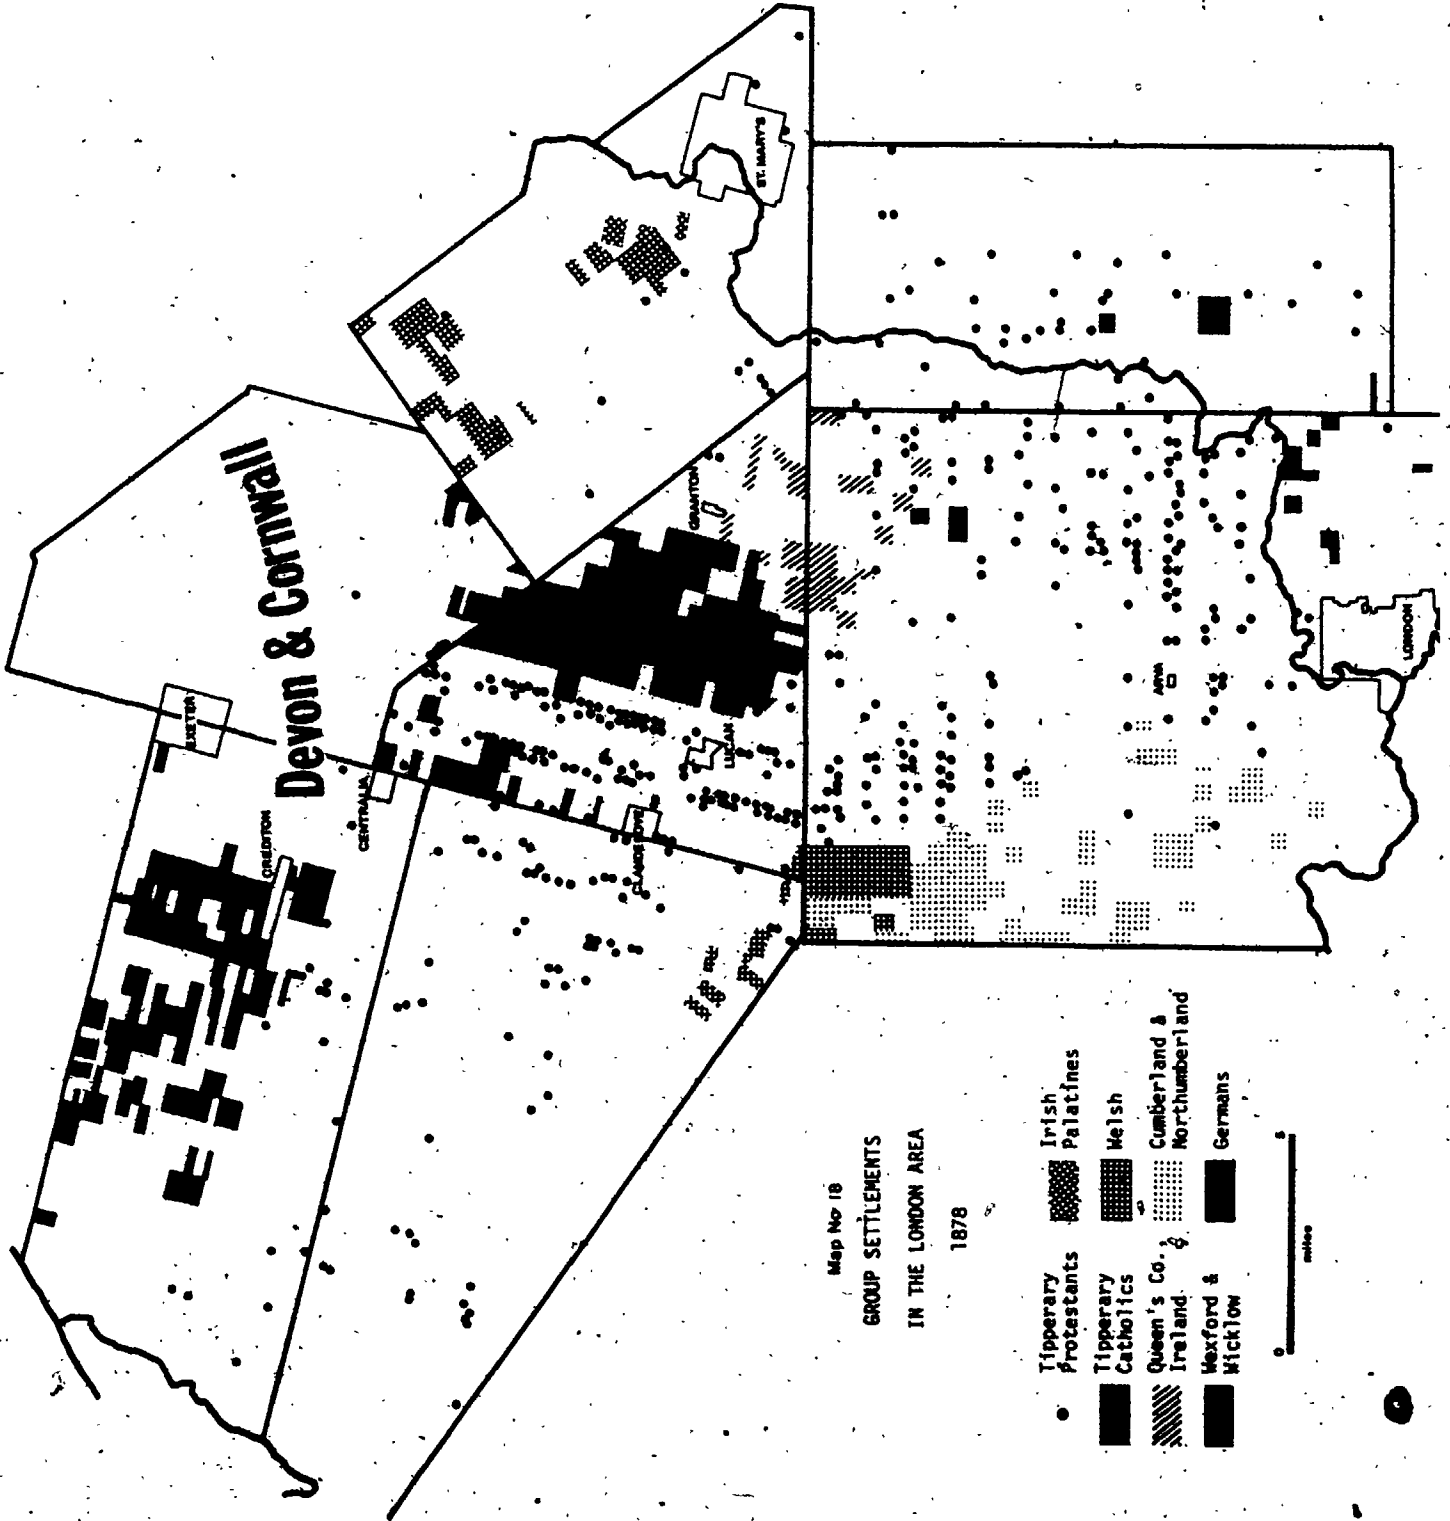 Devon & Cornwall
EXETER
CENTRALIA
CREDITON
CLANDEBOYE
LUCAN
GRANTON
ST. MARY'S
ARVA
LONDON
Map No 18
GROUP SETTLEMENTS
IN THE LONDON AREA
1878
Tipperary
Protestants
Tipperary
Catholics
Queen's Co.,
Ireland
Wexford &
Wicklow
Irish
Palatines
Welsh
Cumberland &
Northumberland
Germans
0 5
miles